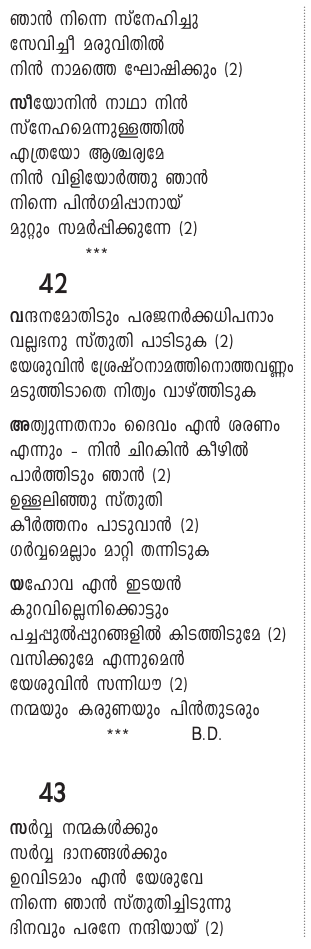 ഞാൻ നിന്നെ സ്നേഹിച്ചു
സേവിച്ചീ മരുവിതിൽ
നിൻ നാമത്തെ ഘോഷിക്കും (2)
സീയോനിൻ നാഥാ നിൻ
സ്നേഹമെന്നുള്ളത്തിൽ
എത്രയോ ആശ്ചര്യമേ
നിൻ വിളിയോർത്തു ഞാൻ
നിന്നെ പിൻഗമിപ്പാനായ്
മുറ്റും സമർപ്പിക്കുന്നേ (2)
***
42
വന്ദനമോതിടും പരജനർക്കധിപനാം
വല്ലഭനു സ്തുതി പാടിടുക (2)
യേശുവിൻ ശ്രേഷ്ഠനാമത്തിനൊത്തവണ്ണം
മടുത്തിടാതെ നിത്യം വാഴ്ത്തിടുക
അത്യുന്നതനാം ദൈവം എൻ ശരണം
എന്നും – നിൻ ചിറകിൻ കീഴിൽ
പാർത്തിടും ഞാൻ (2)
ഉള്ളലിഞ്ഞു സ്തുതി
കീർത്തനം പാടുവാൻ (2)
ഗർവ്വമെല്ലാം മാറ്റി തന്നിടുക
യഹോവ എൻ ഇടയൻ
കുറവില്ലെനിക്കൊട്ടും
പച്ചപ്പുൽപ്പുറങ്ങളിൽ കിടത്തിടുമേ (2)
വസിക്കുമേ എന്നുമെൻ
യേശുവിൻ സന്നിധൗ (2)
നന്മയും കരുണയും പിൻതുടരും
*** B.D.
43
സർവ്വ നന്മകൾക്കും
സർവ്വ ദാനങ്ങൾക്കും
ഉറവിടമാം എൻ യേശുവേ
നിന്നെ ഞാൻ സ്തുതിച്ചിടുന്നു
ദിനവും പരനേ നന്ദിയായ് (2)